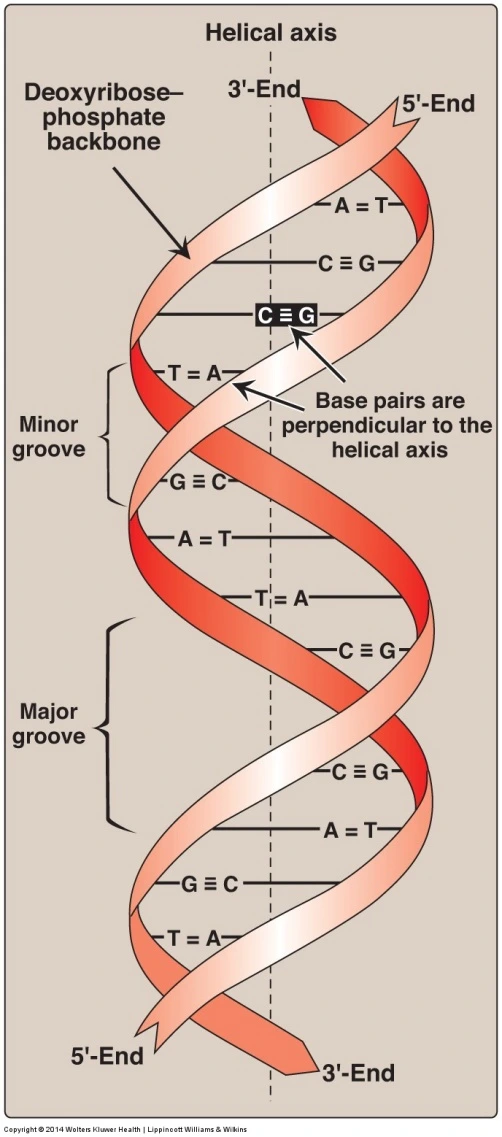 Helical axis
3'-End
5'-End
Deoxyribose–
phosphate
backbone
A = T
C ≡ G
C ≡ G
T = A
Base pairs are
perpendicular to the
helical axis
Minor
groove
G ≡ C
A = T
T = A
C ≡ G
Major
groove
C ≡ G
A = T
G ≡ C
T = A
5'-End
3'-End
Copyright © 2014 Wolters Kluwer Health | Lippincott Williams & Wilkins